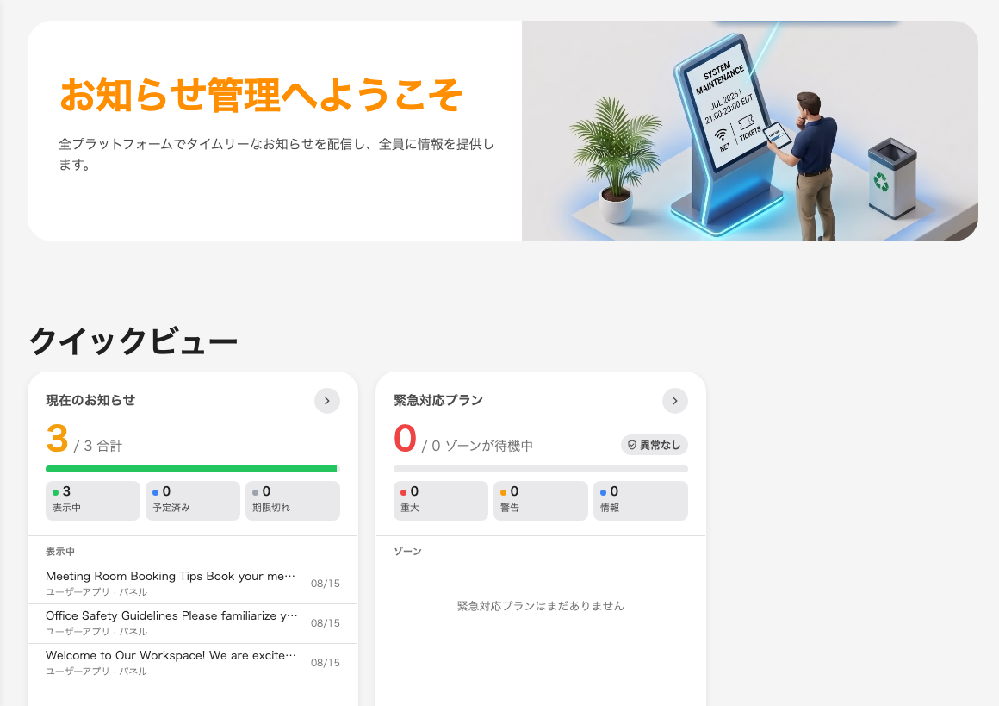 お知らせ管理へようこそ
全プラットフォームでタイムリーなお知らせを配信し、全員に情報を提供し
ます。
SYSTEM
MAINTENANCE
JUL 2026 |
21:00-23:00 EDT
NET
TICKETS
クイックビュー
現在のお知らせ
3 / 3 合計
3
表示中
0
予定済み
0
期限切れ
表示中
Meeting Room Booking Tips Book your me…
ユーザーアプリ · パネル
08/15
Office Safety Guidelines Please familiarize y…
ユーザーアプリ · パネル
08/15
Welcome to Our Workspace! We are excite…
ユーザーアプリ · パネル
08/15
緊急対応プラン
0 / 0 ゾーンが待機中
異常なし
0
重大
0
警告
0
情報
ゾーン
緊急対応プランはまだありません